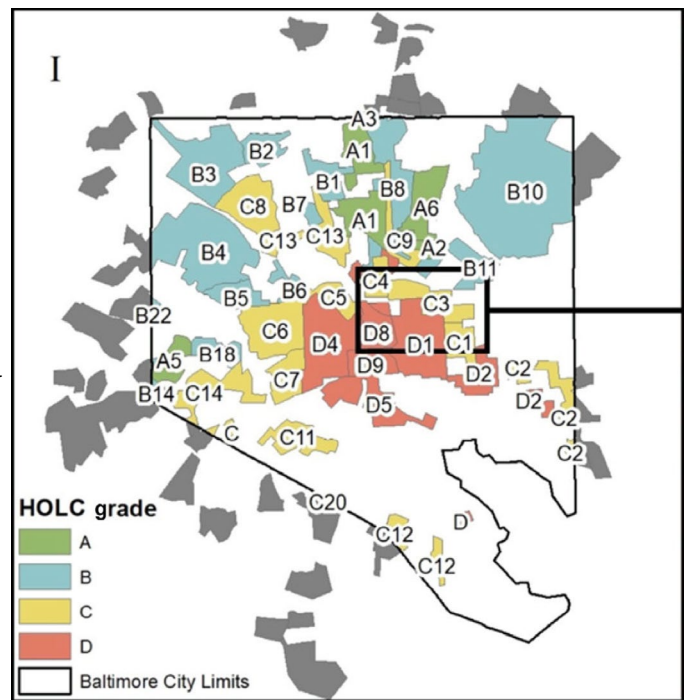 I
A3
B2
A1
B3
B1
B8
B10
C8
B7
A6
A1
C13
C13
C9
A2
B4
B11
C4
B6
B5
C5
C3
B22
C6
D8
D4
D1
C1
A5
B18
D9
D2
C2
C7
B14
C14
D5
D2
C2
C
C11
C2
C20
HOLC grade
D
C12
A
B
C12
C
D
Baltimore City Limits